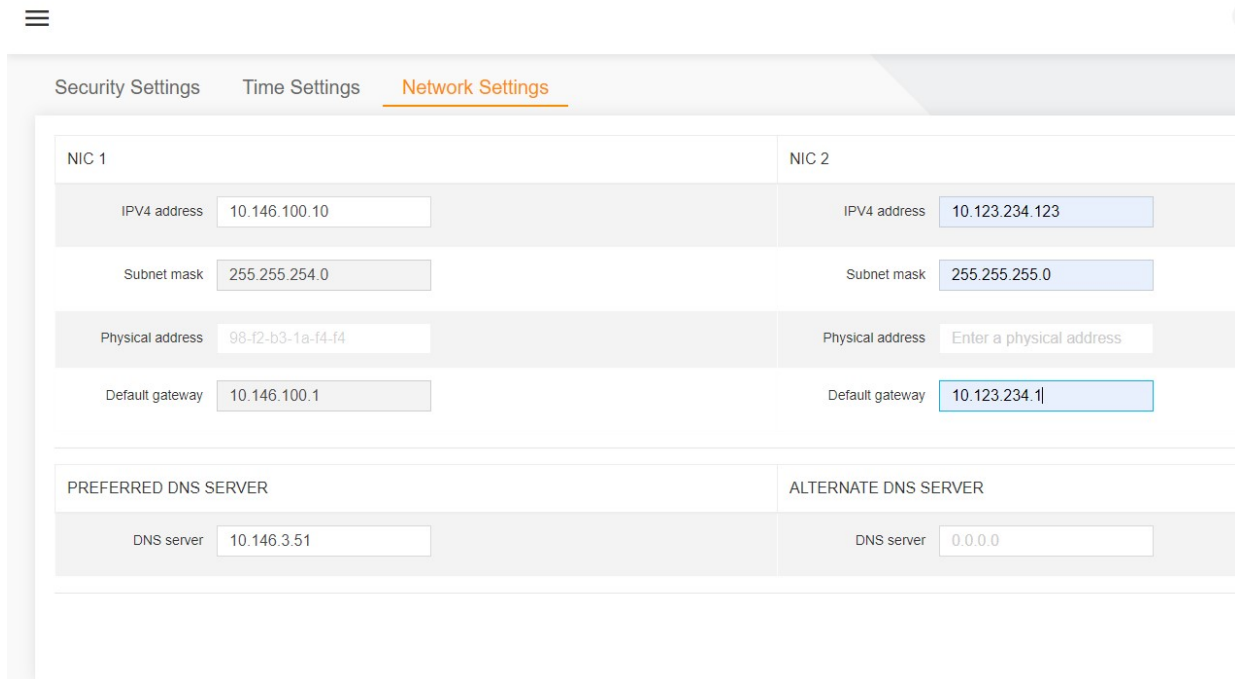 Security Settings Time Settings Network Settings
NIC 1 NIC 2
IPV4 address 10.146.100.10 IPV4 address 10.123.234.123
Subnet mask 255.255.254.0 Subnet mask 255.255.255.0
Physical address 98-f2-b3-1a-f4-f4 Physical address Enter a physical address
Default gateway 10.146.100.1 Default gateway 10.123.234.1
PREFERRED DNS SERVER ALTERNATE DNS SERVER
DNS server 10.146.3.51 DNS server 0.0.0.0